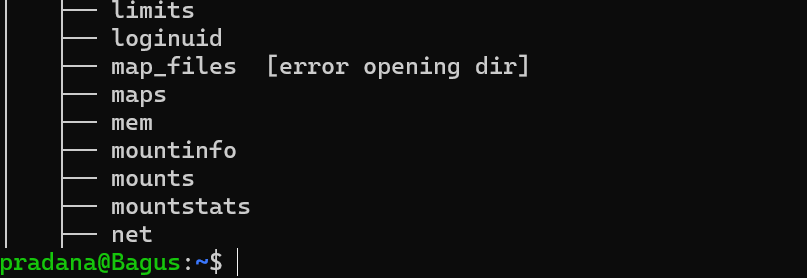 ├── limits
├── loginuid
├── map_files  [error opening dir]
├── maps
├── mem
├── mountinfo
├── mounts
├── mountstats
├── net
pradana@Bagus:~$